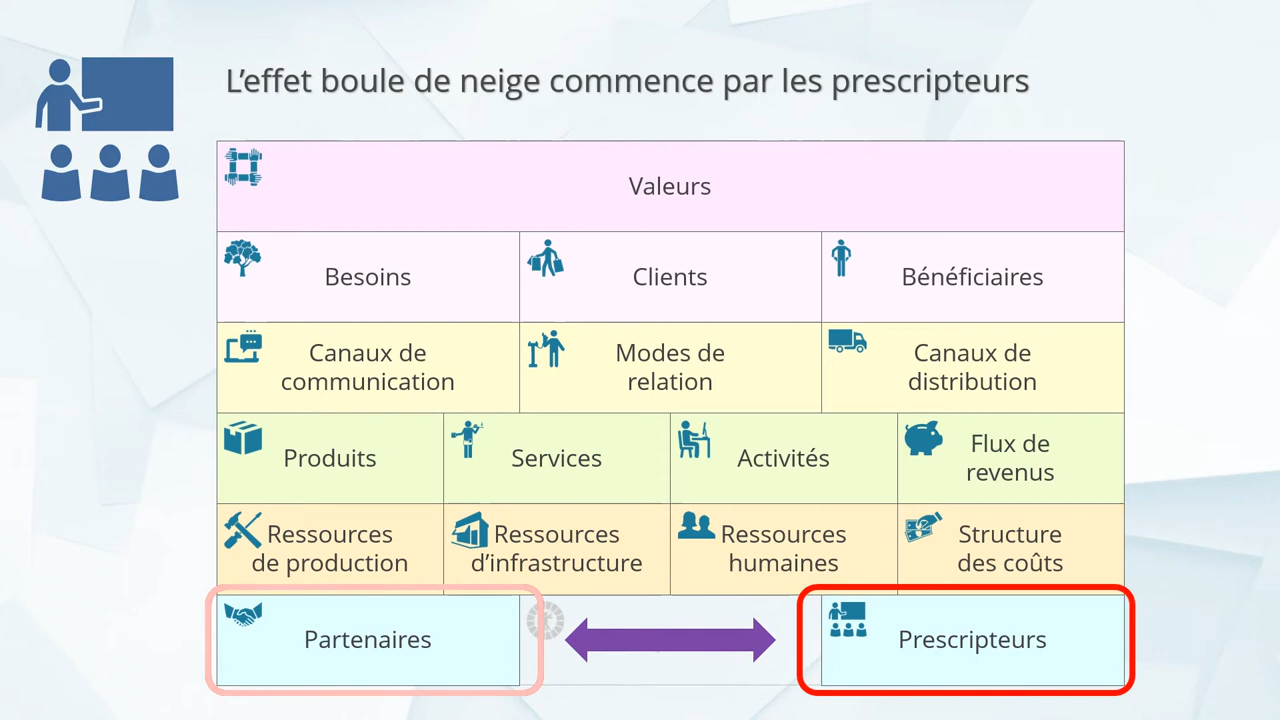 L’effet boule de neige commence par les prescripteurs
Valeurs
Besoins
Clients
Bénéficiaires
Canaux de
communication
Modes de
relation
Canaux de
distribution
Produits
Services
Activités
Flux de
revenus
Ressources
de production
Ressources
d’infrastructure
Ressources
humaines
Structure
des coûts
Partenaires
Prescripteurs